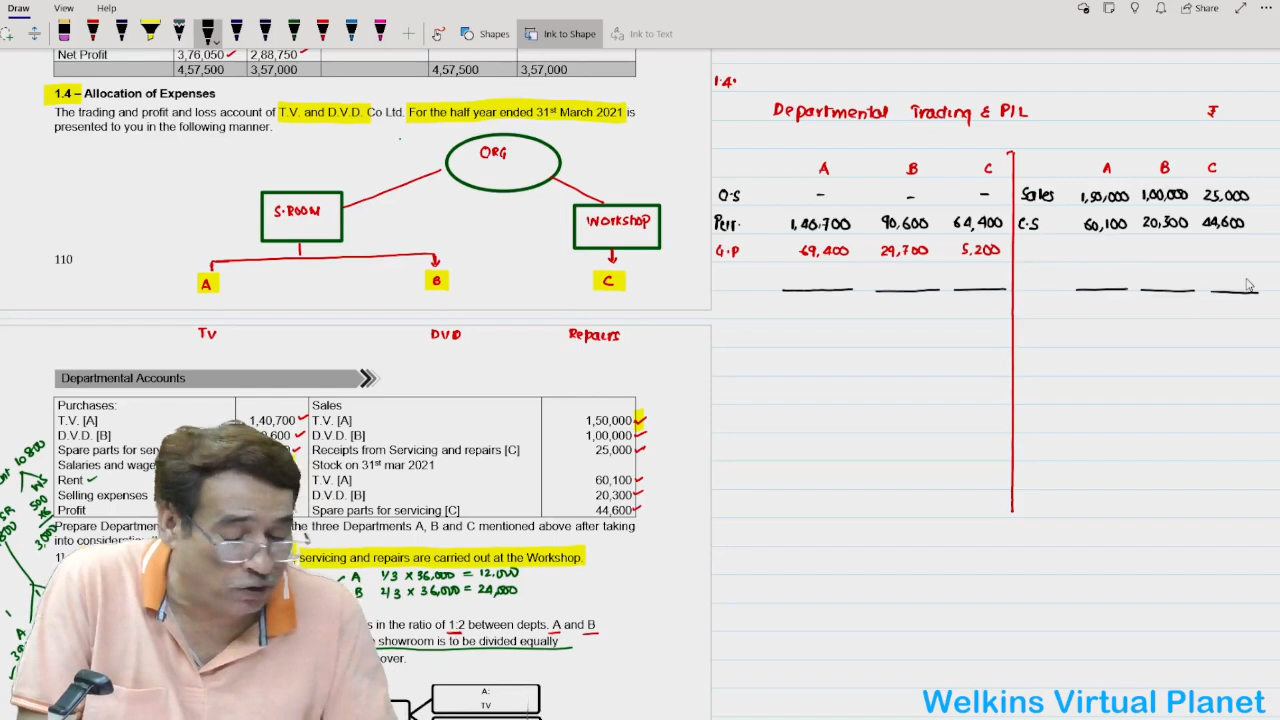 Draw View Help Share
Shapes Ink to Shape Ink to Text
Net Profit 3,76,050 2,88,750
4,57,500 3,57,000 4,57,500 3,57,000
1.4 – Allocation of Expenses
The trading and profit and loss account of T.V. and D.V.D. Co Ltd. For the half year ended 31st March 2021 is
presented to you in the following manner.
ORG
S.ROOM
Workshop
110
A B C
TV DVD Repairs
Departmental Accounts
Purchases: Sales
T.V. [A] 1,40,700 T.V. [A] 1,50,000
D.V.D. [B] 600 D.V.D. [B] 1,00,000
Spare parts for Receipts from Servicing and repairs [C] 25,000
Salaries and Stock on 31st mar 2021
Rent T.V. [A] 60,100
Selling expenses D.V.D. [B] 20,300
Profit Spare parts for servicing [C] 44,600
Prepare the three Departments A, B and C mentioned above after taking
into servicing and repairs are carried out at the Workshop.
A 1/3 × 36,000 = 12,000
B 2/3 × 36,000 = 24,000
s in the ratio of 1:2 between depts. A and B
showroom is to be divided equally
over.
A:
TV
10800
500
3,000
1.4.
Departmental Trading & P/L ₹
A B C A B C
O.S - - - Sales 1,50,000 1,00,000 25,000
Purr. 1,40,700 90,600 64,400 C.S 60,100 20,300 44,600
G.P 69,400 29,700 5,200
Welkins Virtual Planet